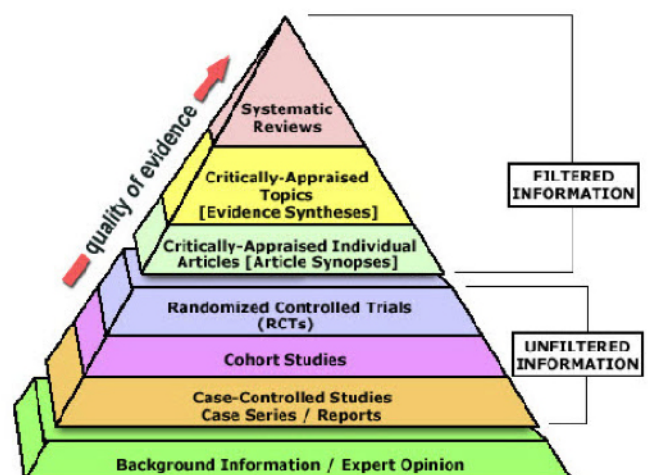 quality of evidence
Systematic
Reviews
Critically-Appraised
Topics
[Evidence Syntheses]
Critically-Appraised Individual
Articles [Article Synopses]
FILTERED
INFORMATION
Randomized Controlled Trials
(RCTs)
Cohort Studies
Case-Controlled Studies
Case Series / Reports
UNFILTERED
INFORMATION
Background Information / Expert Opinion